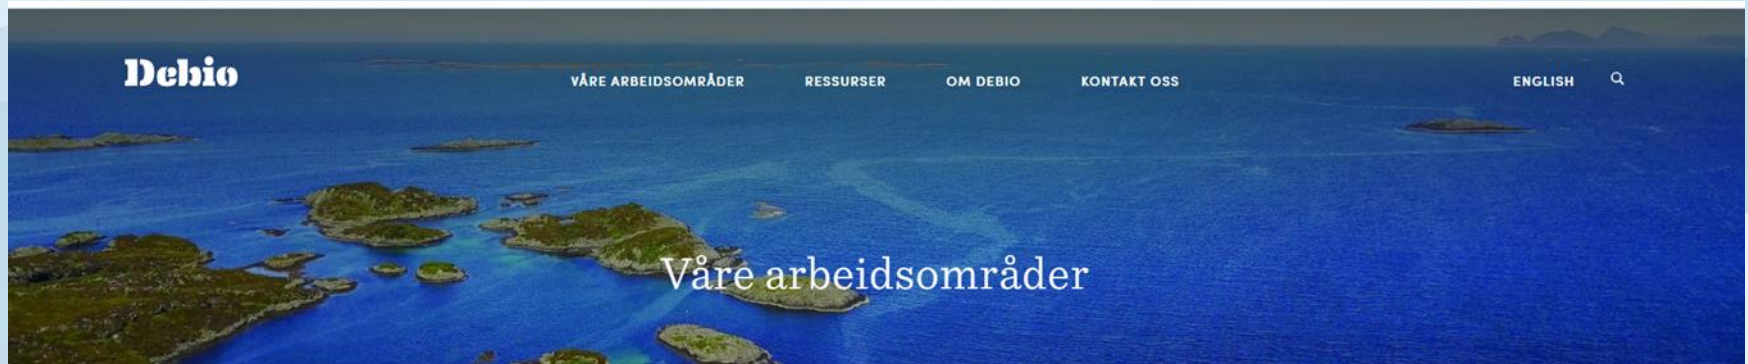 Debio
VÅRE ARBEIDSOMRÅDER RESSURSER OM DEBIO KONTAKT OSS ENGLISH
Våre arbeidsområder